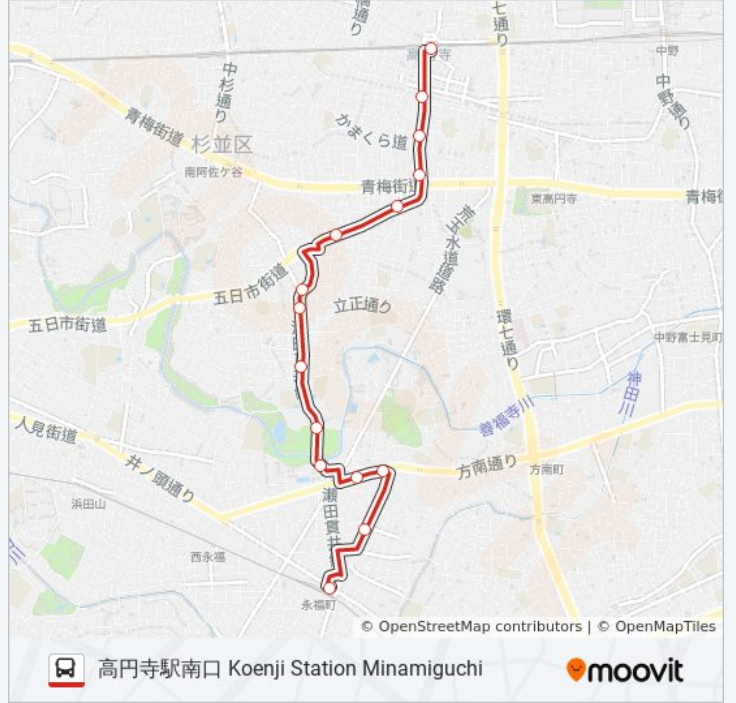 七通り
通り
高円寺
中野
中杉通り
中野通り
青梅街道
かまくら道
杉並区
南阿佐ケ谷
青梅街道
東高円寺
青梅街
荒玉水道道路
五日市街道
立正通り
五日市街道
環七通り
中野富士見町
神田川
善福寺川
人見街道
井ノ頭通り
方南通り
方南町
浜田山
瀬田貫井
西永福
永福町
© OpenStreetMap contributors | © OpenMapTiles
高円寺駅南口 Koenji Station Minamiguchi
moovit